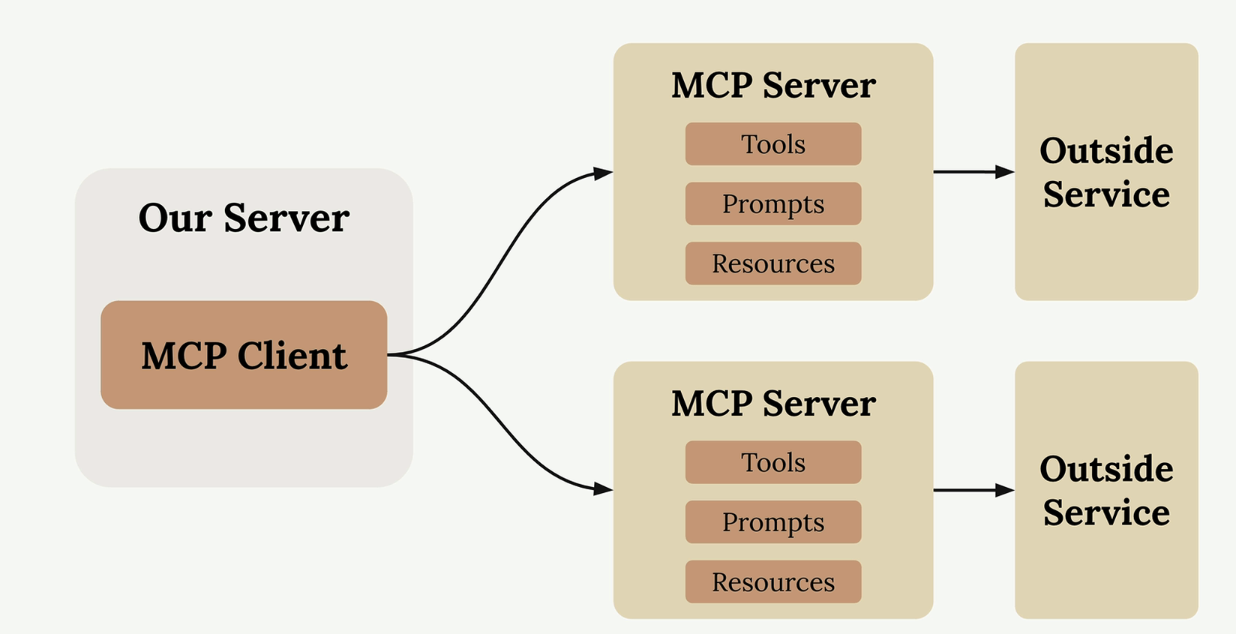 Our Server
MCP Client
MCP Server
Tools
Prompts
Resources
Outside
Service
MCP Server
Tools
Prompts
Resources
Outside
Service